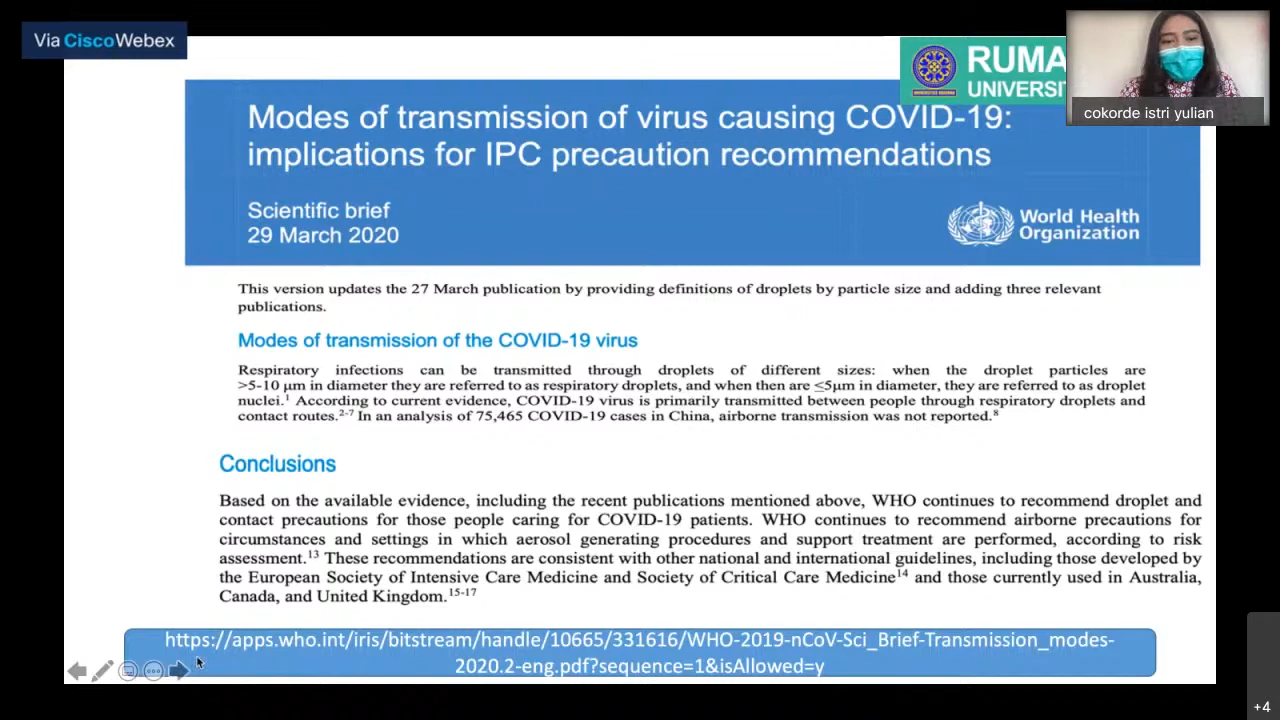 Via CiscoWebex
RUMA
UNIVERSIT
cokorde istri yulian
Modes of transmission of virus causing COVID-19:
implications for IPC precaution recommendations
Scientific brief
29 March 2020
World Health
Organization
This version updates the 27 March publication by providing definitions of droplets by particle size and adding three relevant
publications.
Modes of transmission of the COVID-19 virus
Respiratory infections can be transmitted through droplets of different sizes: when the droplet particles are
>5-10 μm in diameter they are referred to as respiratory droplets, and when then are ≤5μm in diameter, they are referred to as droplet
nuclei.¹ According to current evidence, COVID-19 virus is primarily transmitted between people through respiratory droplets and
contact routes.²⁻⁷ In an analysis of 75,465 COVID-19 cases in China, airborne transmission was not reported.⁸
Conclusions
Based on the available evidence, including the recent publications mentioned above, WHO continues to recommend droplet and
contact precautions for those people caring for COVID-19 patients. WHO continues to recommend airborne precautions for
circumstances and settings in which aerosol generating procedures and support treatment are performed, according to risk
assessment.¹³ These recommendations are consistent with other national and international guidelines, including those developed by
the European Society of Intensive Care Medicine and Society of Critical Care Medicine¹⁴ and those currently used in Australia,
Canada, and United Kingdom.¹⁵⁻¹⁷
https://apps.who.int/iris/bitstream/handle/10665/331616/WHO-2019-nCoV-Sci_Brief-Transmission_modes-
2020.2-eng.pdf?sequence=1&isAllowed=y
+4